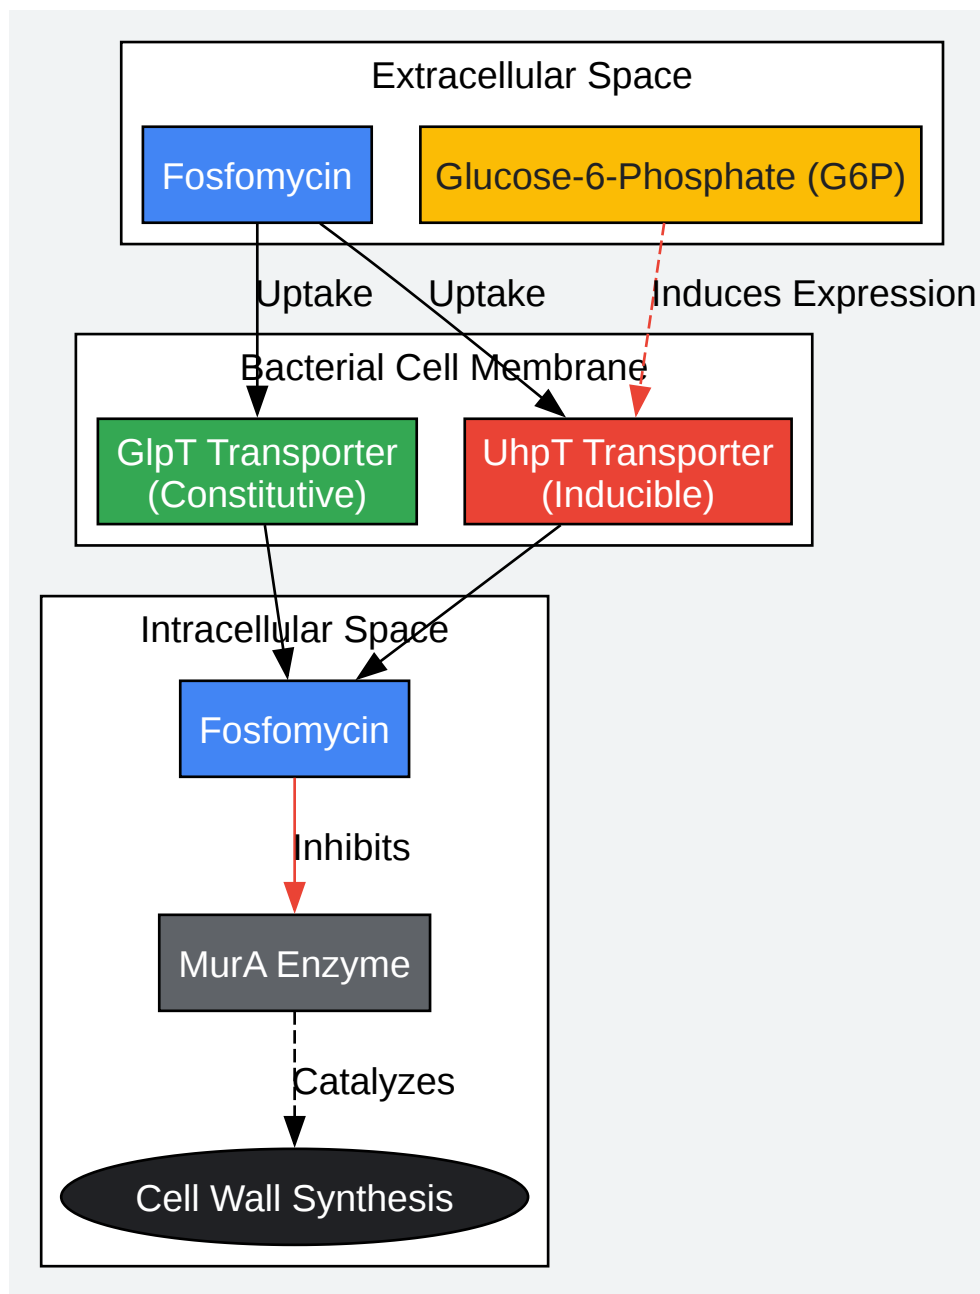 Extracellular Space
Fosfomycin
Glucose-6-Phosphate (G6P)
Uptake
Uptake
Induces Expression
Bacterial Cell Membrane
GlpT Transporter
(Constitutive)
UhpT Transporter
(Inducible)
Intracellular Space
Fosfomycin
Inhibits
MurA Enzyme
Catalyzes
Cell Wall Synthesis